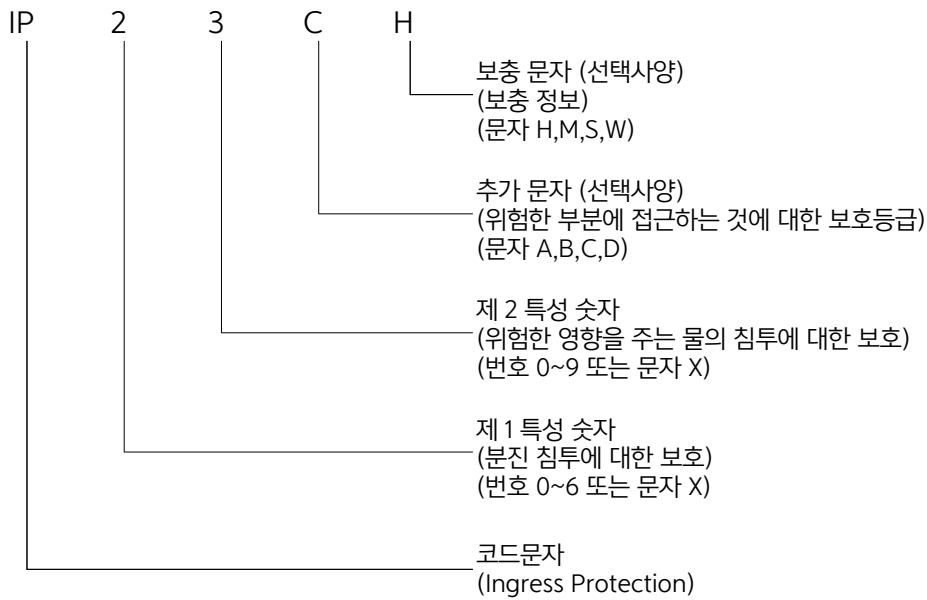 IP 2 3 C H
보충 문자 (선택사양)
(보충 정보)
(문자 H,M,S,W)
추가 문자 (선택사양)
(위험한 부분에 접근하는 것에 대한 보호등급)
(문자 A,B,C,D)
제 2 특성 숫자
(위험한 영향을 주는 물의 침투에 대한 보호)
(번호 0~9 또는 문자 X)
제 1 특성 숫자
(분진 침투에 대한 보호)
(번호 0~6 또는 문자 X)
코드문자
(Ingress Protection)